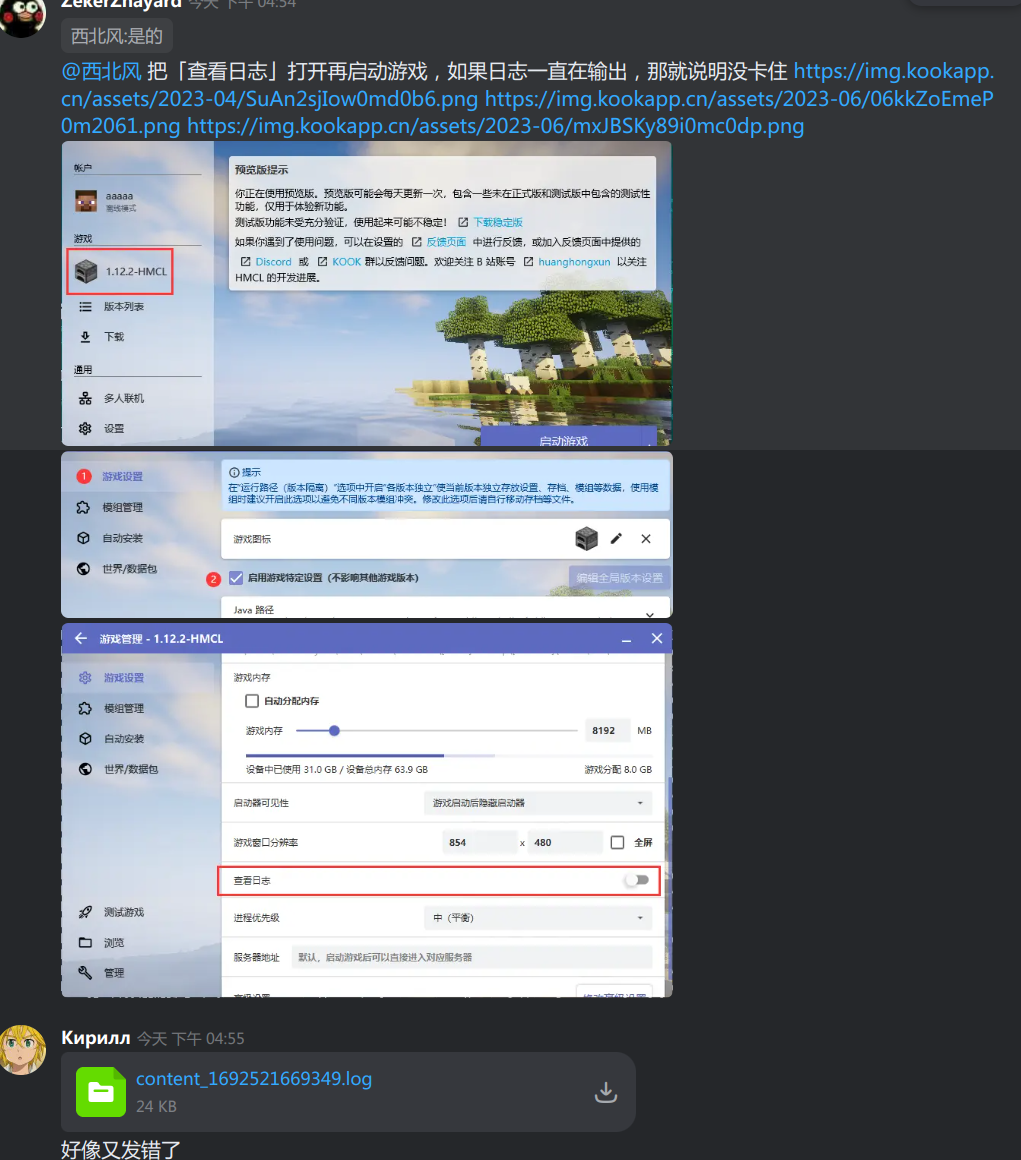 ZekerZhayard 今天 下午 04:54
西北风:是的
@西北风 把「查看日志」打开再启动游戏，如果日志一直在输出，那就说明没卡住 https://img.kookapp.
cn/assets/2023-04/SuAn2sjIow0md0b6.png https://img.kookapp.cn/assets/2023-06/06kkZoEmeP
0m2061.png https://img.kookapp.cn/assets/2023-06/mxJBSKy89i0mc0dp.png
帐户
aaaaa
离线模式
游戏
1.12.2-HMCL
版本列表
下载
通用
多人联机
设置
预览版提示
你正在使用预览版。预览版可能会每天更新一次，包含一些未在正式版和测试版中包含的测试性
功能，仅用于体验新功能。
测试版功能未受充分验证，使用起来可能不稳定！ 下载稳定版
如果你遇到了使用问题，可以在设置的 反馈页面 中进行反馈，或加入反馈页面中提供的
Discord 或 KOOK 群以反馈问题。欢迎关注 B 站账号 huanghongxun 以关注
HMCL 的开发进展。
启动游戏
1 游戏设置
模组管理
自动安装
世界/数据包
提示
在"运行路径（版本隔离）"选项中开启"各版本独立"使当前版本独立存放设置、存档、模组等数据，使用模
组时建议开启此选项以避免不同版本模组冲突。修改此选项后请自行移动存档等文件。
游戏图标
2 启用游戏特定设置（不影响其他游戏版本） 编辑全局版本设置
Java 路径
游戏管理 - 1.12.2-HMCL
游戏设置
模组管理
自动安装
世界/数据包
测试游戏
浏览
管理
游戏内存
自动分配内存
游戏内存 8192 MB
设备中已使用 31.0 GB / 设备总内存 63.9 GB 游戏分配 8.0 GB
启动器可见性 游戏启动后隐藏启动器
游戏窗口分辨率 854 x 480 全屏
查看日志
进程优先级 中（平衡）
服务器地址 默认，启动游戏后可以直接进入对应服务器
高级设置 修改高级设置
Кирилл 今天 下午 04:55
content_1692521669349.log
24 KB
好像又发错了